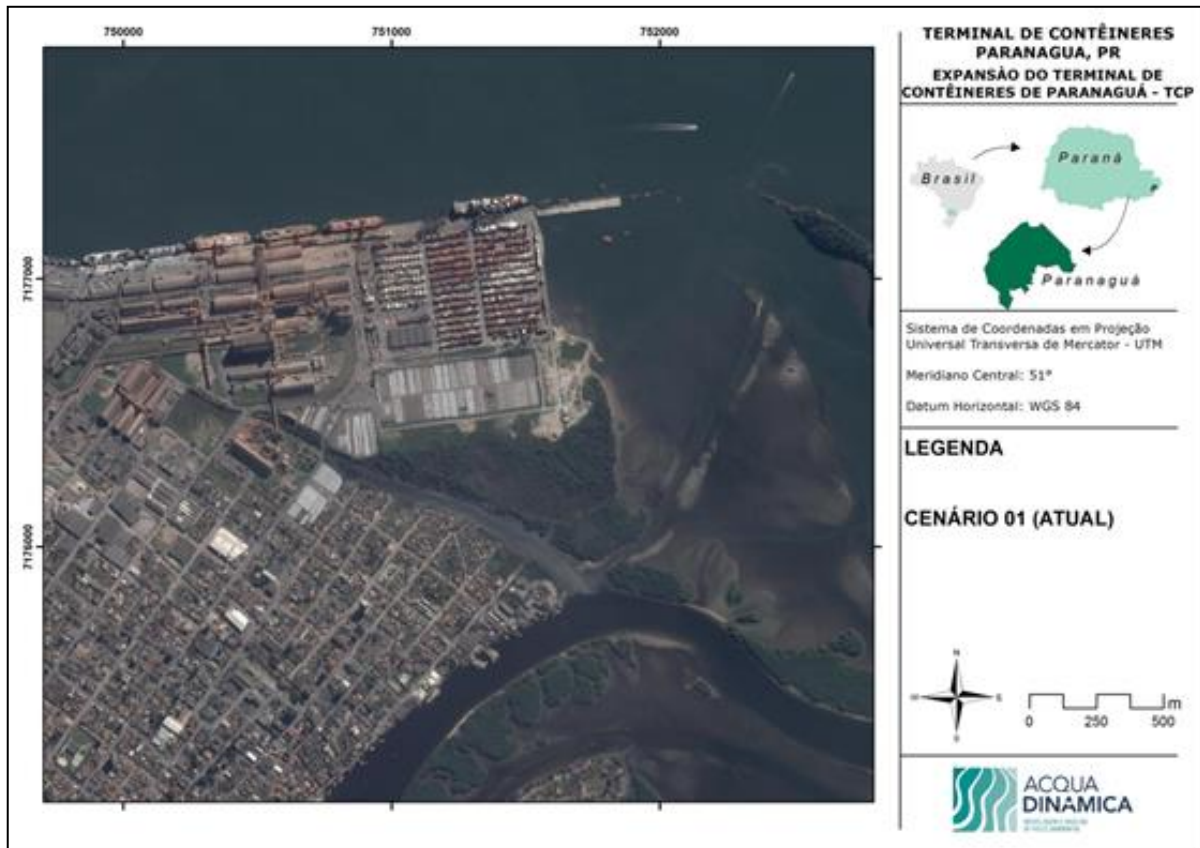 750000
751000
752000
7177000
7176000
TERMINAL DE CONTÊINERES
PARANAGUA, PR
EXPANSÃO DO TERMINAL DE
CONTÊINERES DE PARANAGUÁ - TCP
Brasil
Paraná
Paranaguá
Sistema de Coordenadas em Projeção
Universal Transversa de Mercator - UTM
Meridiano Central: 51°
Datum Horizontal: WGS 84
LEGENDA
CENÁRIO 01 (ATUAL)
N
S
0 250 500 m
ACQUA
DINAMICA